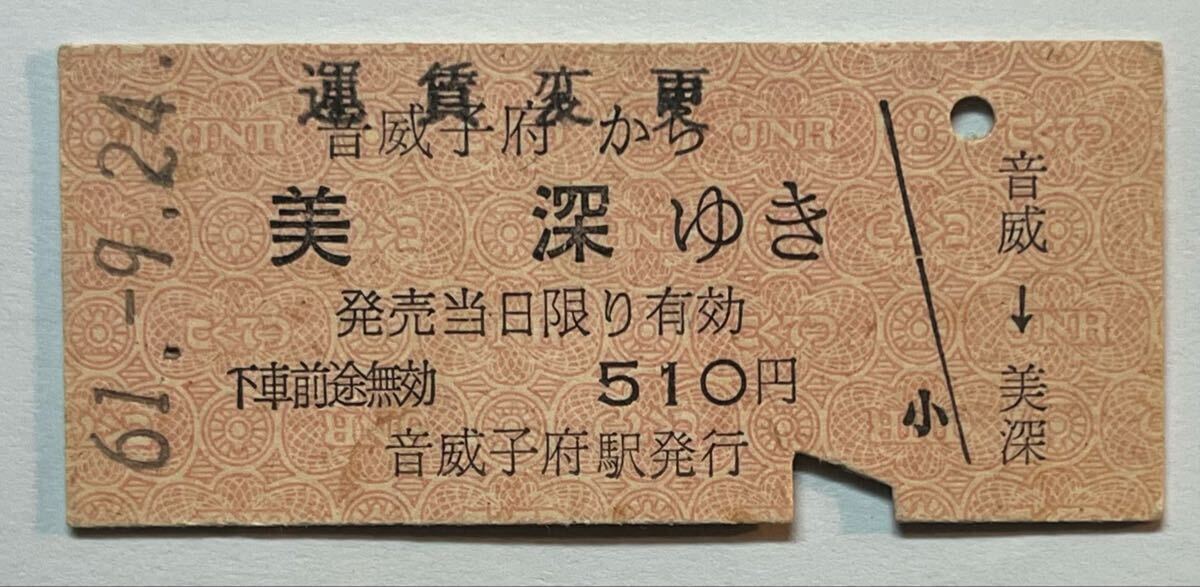 運賃変更
音威子府 から
美深ゆき
発売当日限り有効
下車前途無効 510円
音威子府駅発行
小
音威→美深
61.-9.24.